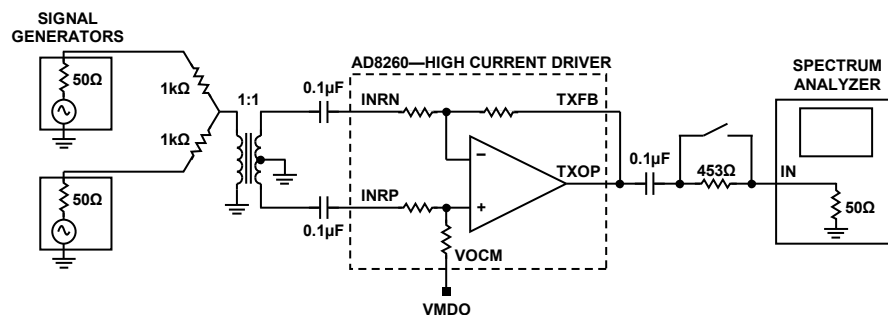 SIGNAL
GENERATORS
50Ω
1kΩ
1kΩ
50Ω
1:1
0.1µF
0.1µF
AD8260—HIGH CURRENT DRIVER
INRN
TXFB
INRP
TXOP
VOCM
VMDO
0.1µF
453Ω
SPECTRUM
ANALYZER
IN
50Ω